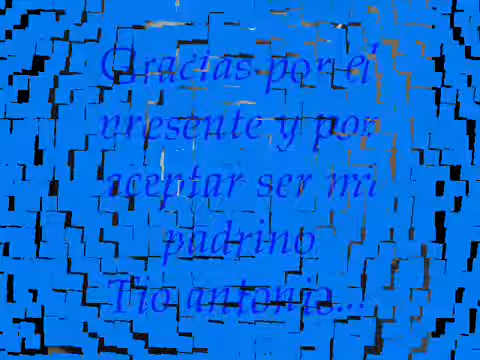 Gracias por el
presente y por
aceptar ser mi
padrino
Tio antonio...